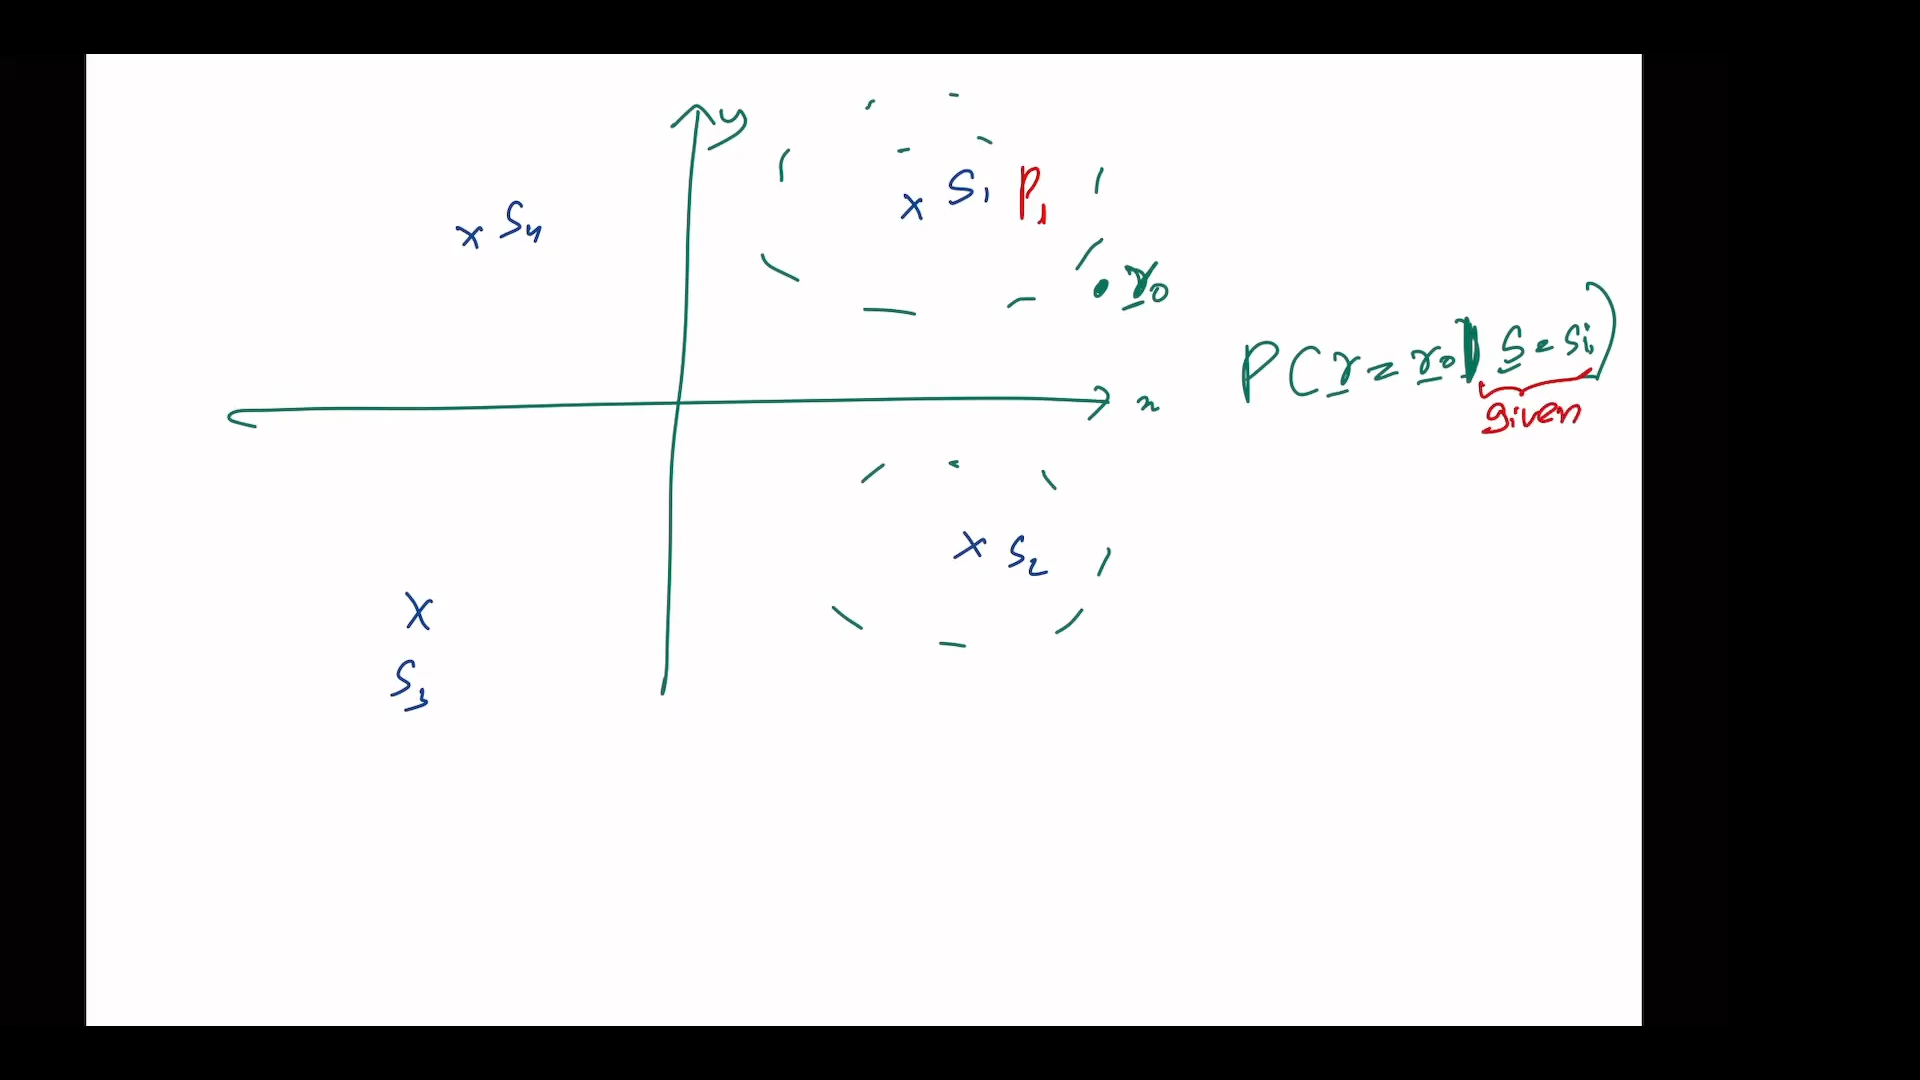 y
x S₁ P₁
x S₄
r₀
P(r = r₀ | S = Si)
given
x
x S₂
X
S₃